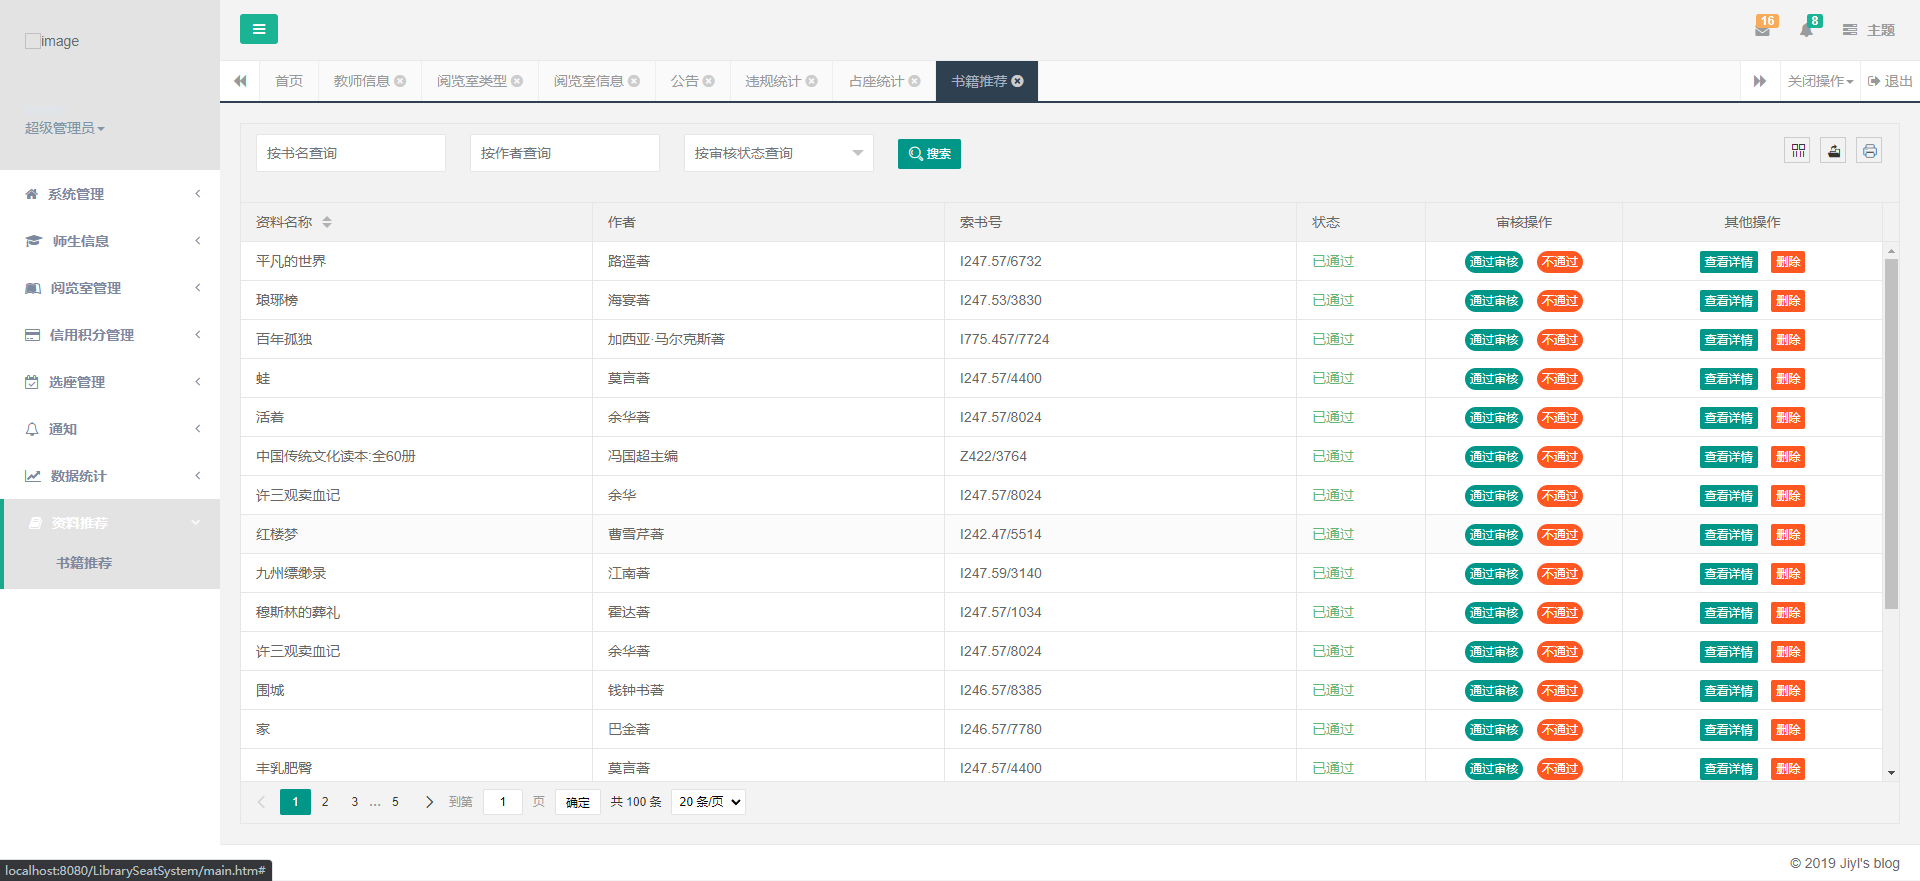 image
超级管理员
系统管理
师生信息
阅览室管理
信用积分管理
选座管理
通知
数据统计
资料推荐
书籍推荐
16
8
主题
首页 教师信息 阅览室类型 阅览室信息 公告 违规统计 占座统计 书籍推荐 关闭操作 退出
按书名查询 按作者查询 按审核状态查询 搜索
资料名称 作者 索书号 状态 审核操作 其他操作
平凡的世界 路遥著 I247.57/6732 已通过 通过审核 不通过 查看详情 删除
琅琊榜 海宴著 I247.53/3830 已通过 通过审核 不通过 查看详情 删除
百年孤独 加西亚·马尔克斯著 I775.457/7724 已通过 通过审核 不通过 查看详情 删除
蛙 莫言著 I247.57/4400 已通过 通过审核 不通过 查看详情 删除
活着 余华著 I247.57/8024 已通过 通过审核 不通过 查看详情 删除
中国传统文化读本:全60册 冯国超主编 Z422/3764 已通过 通过审核 不通过 查看详情 删除
许三观卖血记 余华 I247.57/8024 已通过 通过审核 不通过 查看详情 删除
红楼梦 曹雪芹著 I242.47/5514 已通过 通过审核 不通过 查看详情 删除
九州缥缈录 江南著 I247.59/3140 已通过 通过审核 不通过 查看详情 删除
穆斯林的葬礼 霍达著 I247.57/1034 已通过 通过审核 不通过 查看详情 删除
许三观卖血记 余华著 I247.57/8024 已通过 通过审核 不通过 查看详情 删除
围城 钱钟书著 I246.57/8385 已通过 通过审核 不通过 查看详情 删除
家 巴金著 I246.57/7780 已通过 通过审核 不通过 查看详情 删除
丰乳肥臀 莫言著 I247.57/4400 已通过 通过审核 不通过 查看详情 删除
1 2 3 … 5 到第 1 页 确定 共 100 条 20 条/页
© 2019 Jiyl's blog
localhost:8080/LibrarySeatSystem/main.htm#